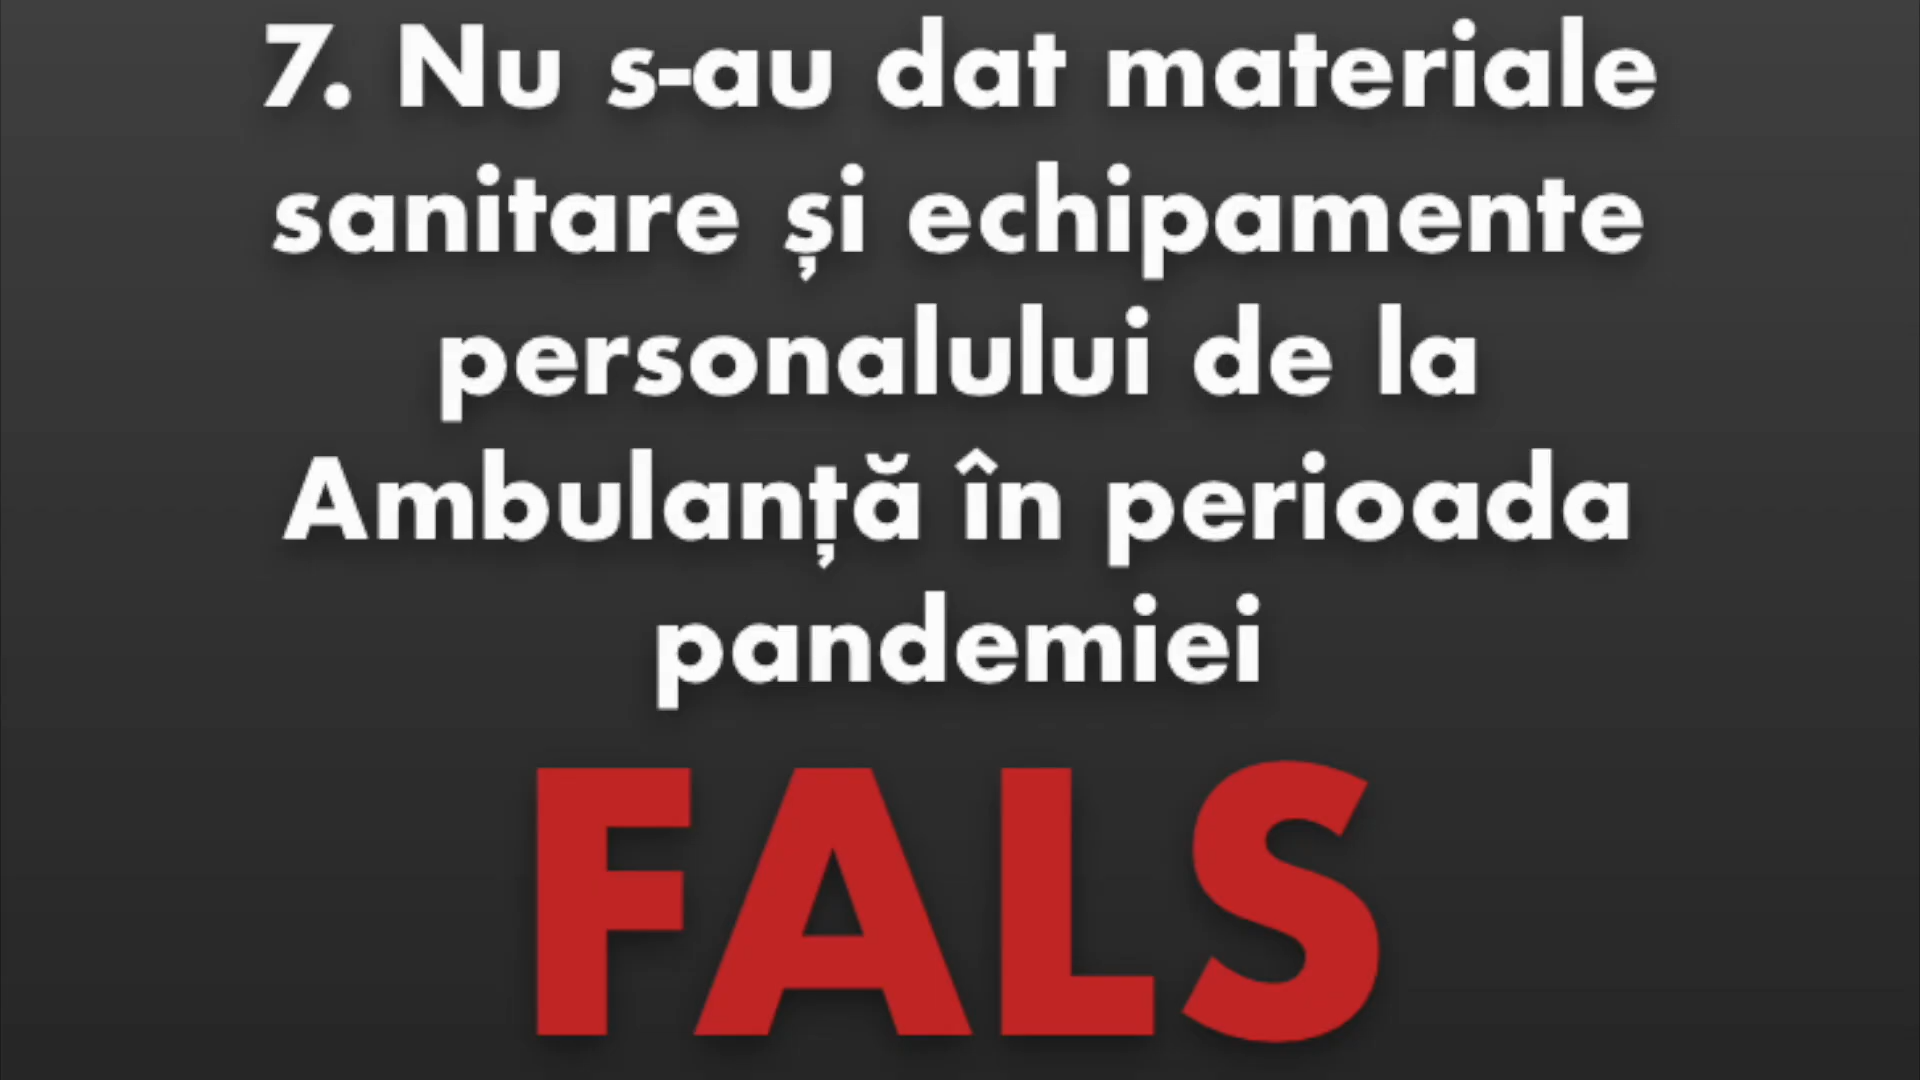 7. Nu s-au dat materiale
sanitare și echipamente
personalului de la
Ambulanță în perioada
pandemiei
FALS